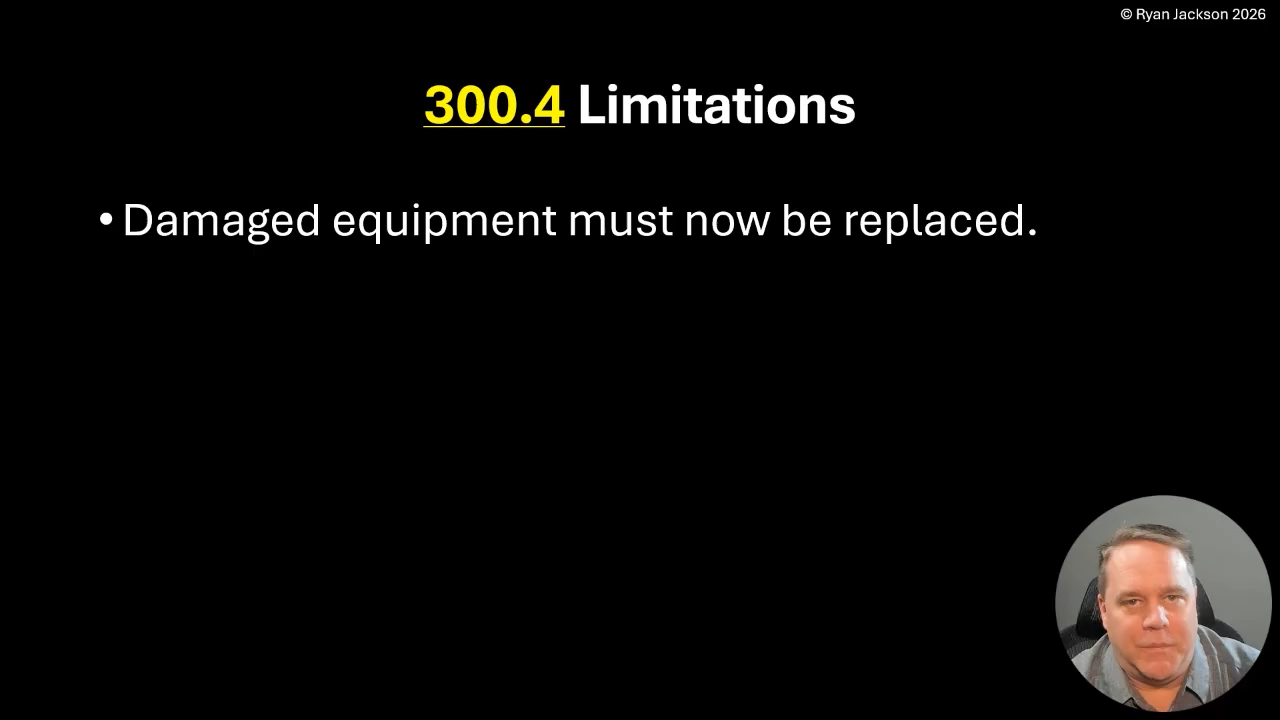 © Ryan Jackson 2026
300.4 Limitations
• Damaged equipment must now be replaced.